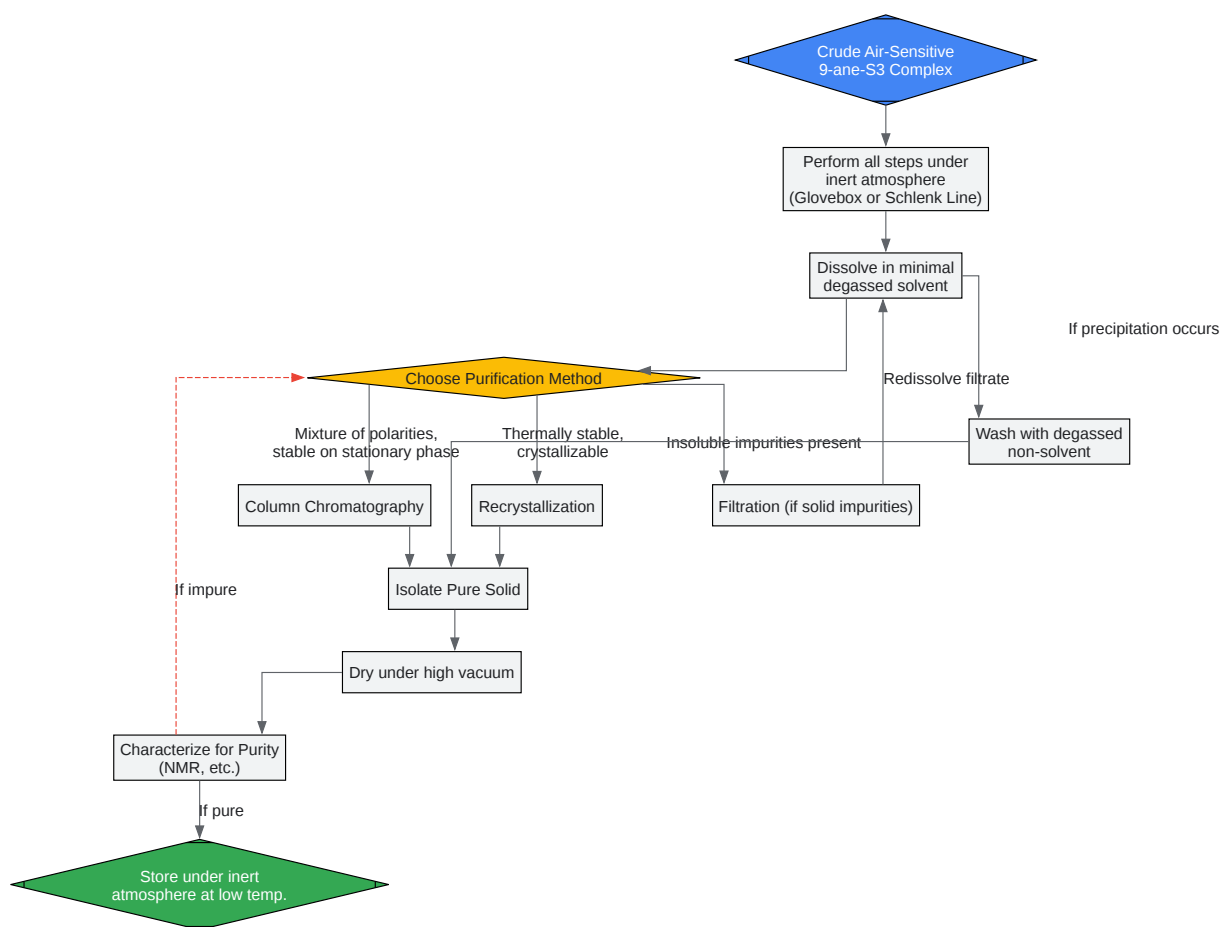 Crude Air-Sensitive
9-ane-S3 Complex
Perform all steps under
inert atmosphere
(Glovebox or Schlenk Line)
Dissolve in minimal
degassed solvent
If precipitation occurs
Choose Purification Method
Redissolve filtrate
Mixture of polarities,
stable on stationary phase
Thermally stable,
crystallizable
Insoluble impurities present
Wash with degassed
non-solvent
Column Chromatography
Recrystallization
Filtration (if solid impurities)
If impure
Isolate Pure Solid
Dry under high vacuum
Characterize for Purity
(NMR, etc.)
If pure
Store under inert
atmosphere at low temp.